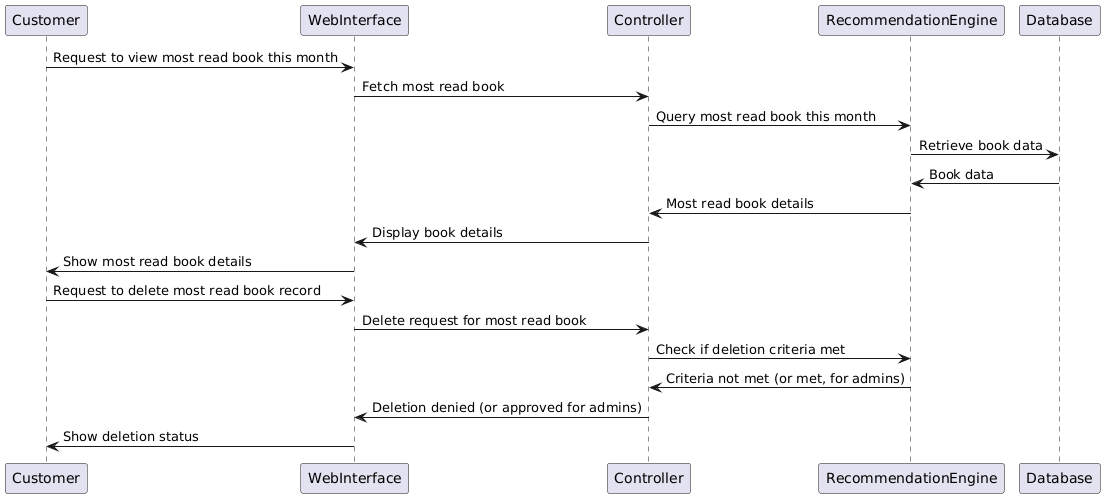 Customer WebInterface Controller RecommendationEngine Database
Request to view most read book this month
Fetch most read book
Query most read book this month
Retrieve book data
Book data
Most read book details
Display book details
Show most read book details
Request to delete most read book record
Delete request for most read book
Check if deletion criteria met
Criteria not met (or met, for admins)
Deletion denied (or approved for admins)
Show deletion status
Customer WebInterface Controller RecommendationEngine Database